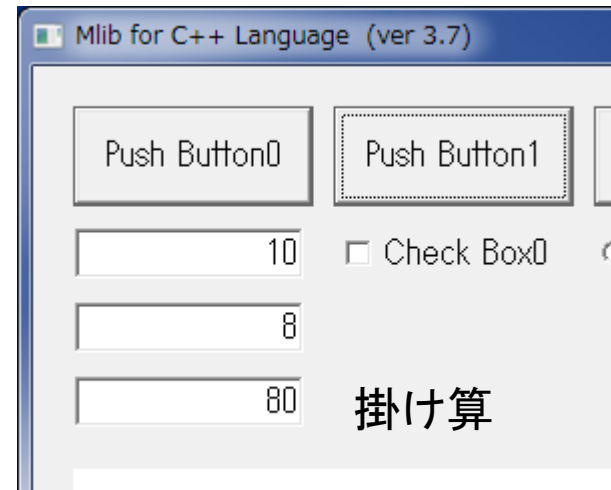 Mlib for C++ Language (ver 3.7)
Push Button0 Push Button1
10 Check Box0
8
80 掛け算